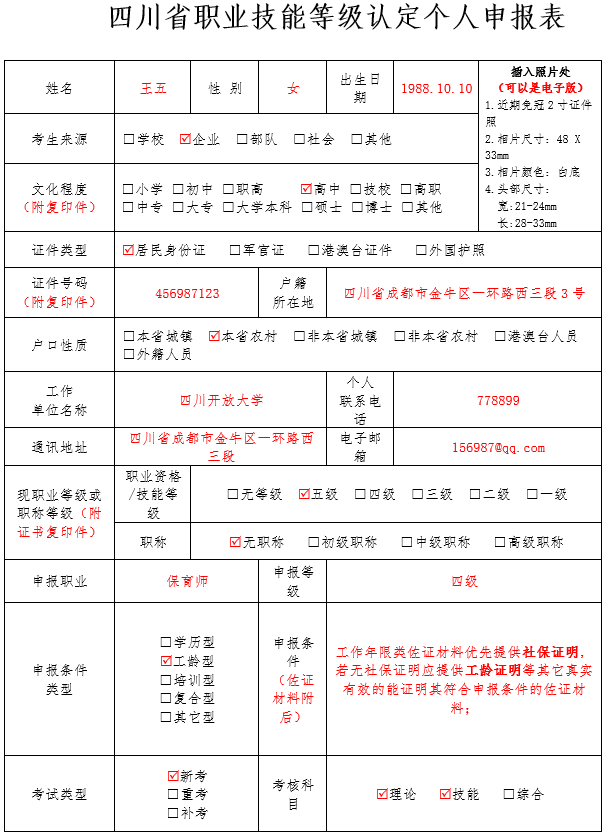 四川省职业技能等级认定个人申报表
姓名 王五 性 别 女 出生日期 1988.10.10
插入照片处
（可以是电子版）
1.近期免冠2寸证件照
2.相片尺寸: 48 X 33mm
3.相片颜色: 白底
4.头部尺寸:
宽:21-24mm
长:28-33mm
考生来源 □学校 ☑企业 □部队 □社会 □其他
文化程度
（附复印件）
□小学 □初中 □职高 ☑高中 □技校 □高职
□中专 □大专 □大学本科 □硕士 □博士 □其他
证件类型 ☑居民身份证 □军官证 □港澳台证件 □外国护照
证件号码
（附复印件）
456987123
户籍
所在地
四川省成都市金牛区一环路西三段3号
户口性质
□本省城镇 ☑本省农村 □非本省城镇 □非本省农村 □港澳台人员
□外籍人员
工作
单位名称
四川开放大学
个人
联系电
话
778899
通讯地址
四川省成都市金牛区一环路西
三段
电子邮
箱
156987@qq.com
现职业等级或
职称等级（附
证书复印件）
职业资格
/技能等
级
□无等级 ☑五级 □四级 □三级 □二级 □一级
职称 ☑无职称 □初级职称 □中级职称 □高级职称
申报职业 保育师
申报等
级
四级
申报条件
类型
□学历型
☑工龄型
□培训型
□复合型
□其它型
申报条
件
（佐证
材料附
后）
工作年限类佐证材料优先提供社保证明，
若无社保证明应提供工龄证明等其它真实
有效的能证明其符合申报条件的佐证材
料；
考试类型
☑新考
□重考
□补考
考核科
目
☑理论 ☑技能 □综合